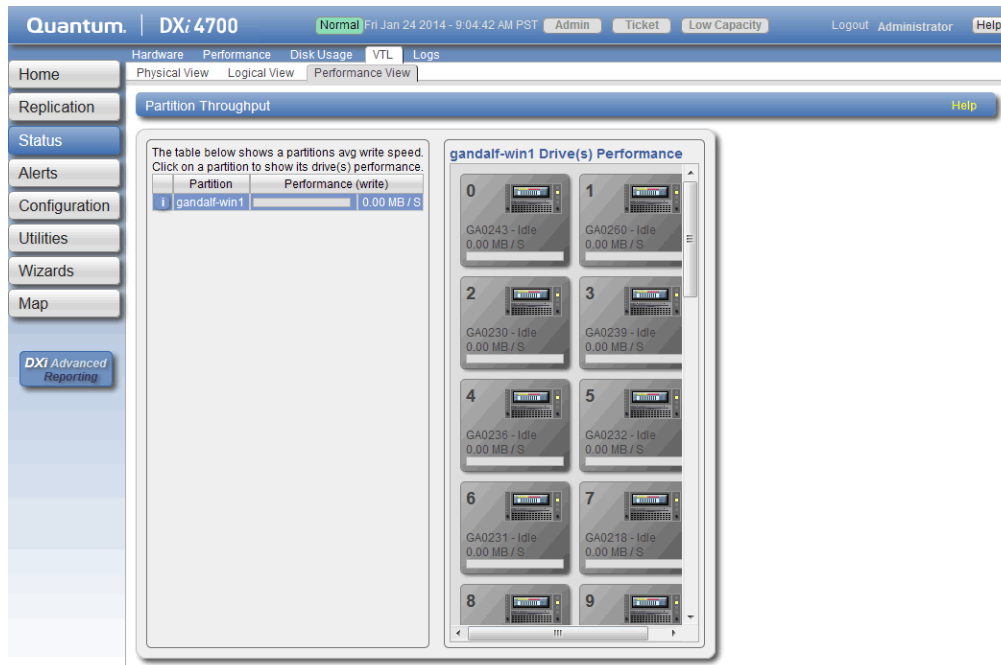 Quantum. | DXi4700 Normal Fri Jan 24 2014 - 9:04:42 AM PST Admin Ticket Low Capacity Logout Administrator Help
Hardware Performance Disk Usage VTL Logs
Physical View Logical View Performance View
Home
Replication
Status
Alerts
Configuration
Utilities
Wizards
Map
DXi Advanced
Reporting
Partition Throughput Help
The table below shows a partitions avg write speed.
Click on a partition to show its drive(s) performance.
Partition Performance (write)
i gandalf-win1 0.00 MB / S
gandalf-win1 Drive(s) Performance
0
GA0243 - Idle
0.00 MB / S
1
GA0260 - Idle
0.00 MB / S
2
GA0230 - Idle
0.00 MB / S
3
GA0239 - Idle
0.00 MB / S
4
GA0236 - Idle
0.00 MB / S
5
GA0232 - Idle
0.00 MB / S
6
GA0231 - Idle
0.00 MB / S
7
GA0218 - Idle
0.00 MB / S
8
9